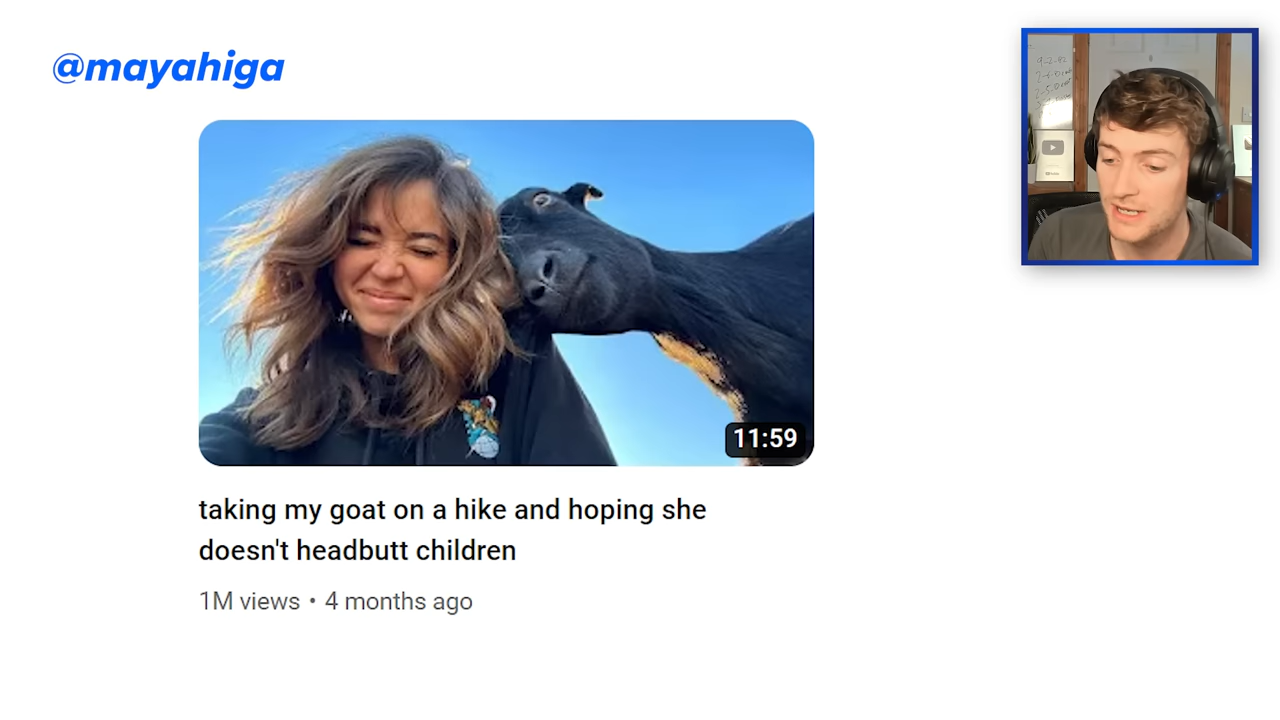 @mayahiga
11:59
taking my goat on a hike and hoping she
doesn't headbutt children
1M views • 4 months ago